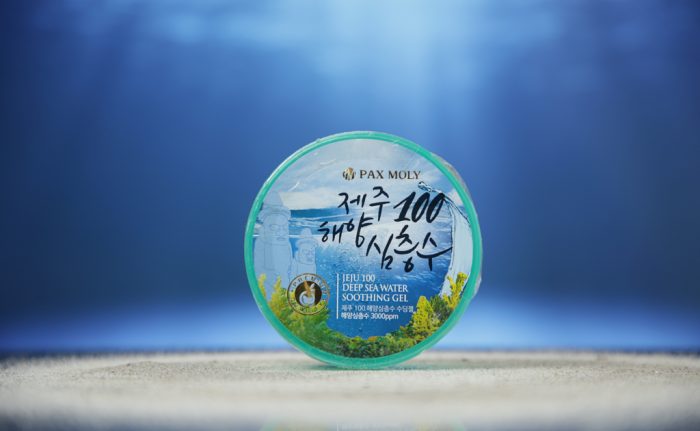 PAX MOLY
제주 100
해양
심층수
JEJU 100
DEEP SEA WATER
SOOTHING GEL
제주 100 해양심층수 수딩젤
해양심층수 3000ppm